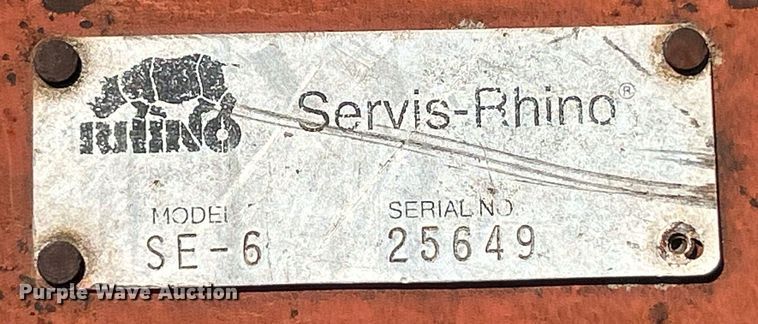 RHINO
Servis-Rhino®
MODEL SERIAL NO.
SE-6 25649
Purple Wave Auction